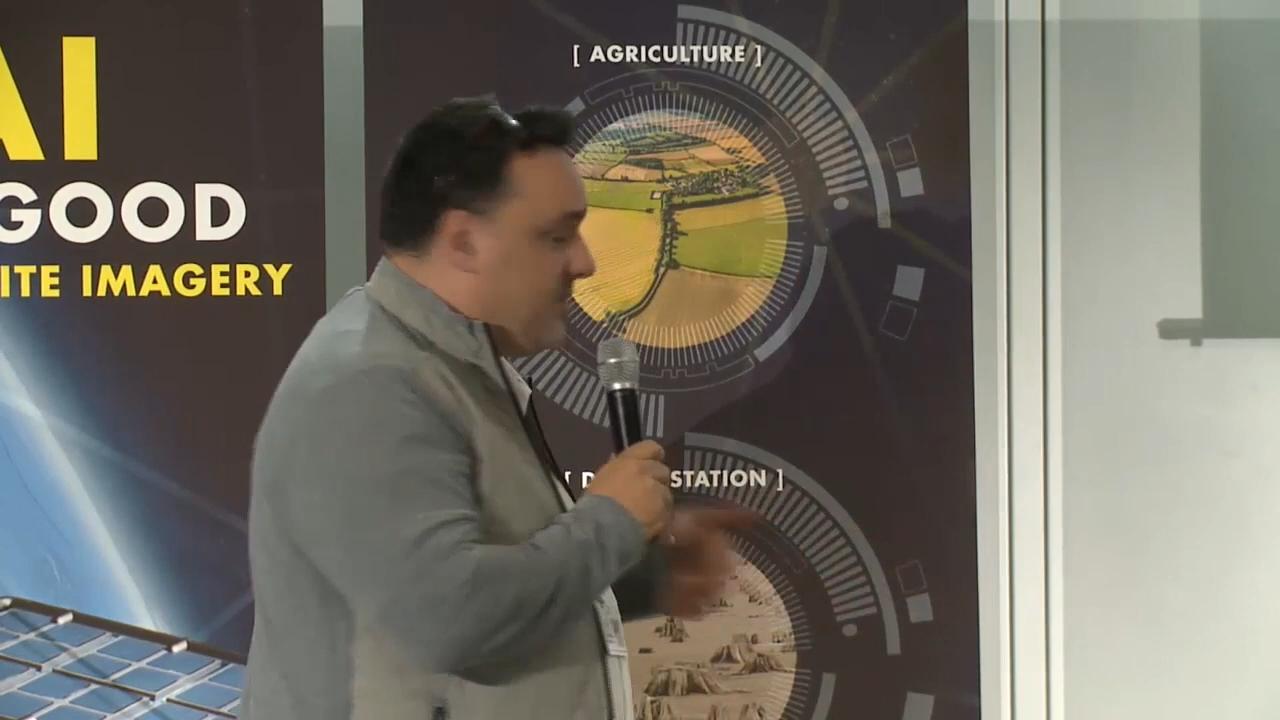 AI
GOOD
ITE IMAGERY
[ AGRICULTURE ]
[ D STATION ]